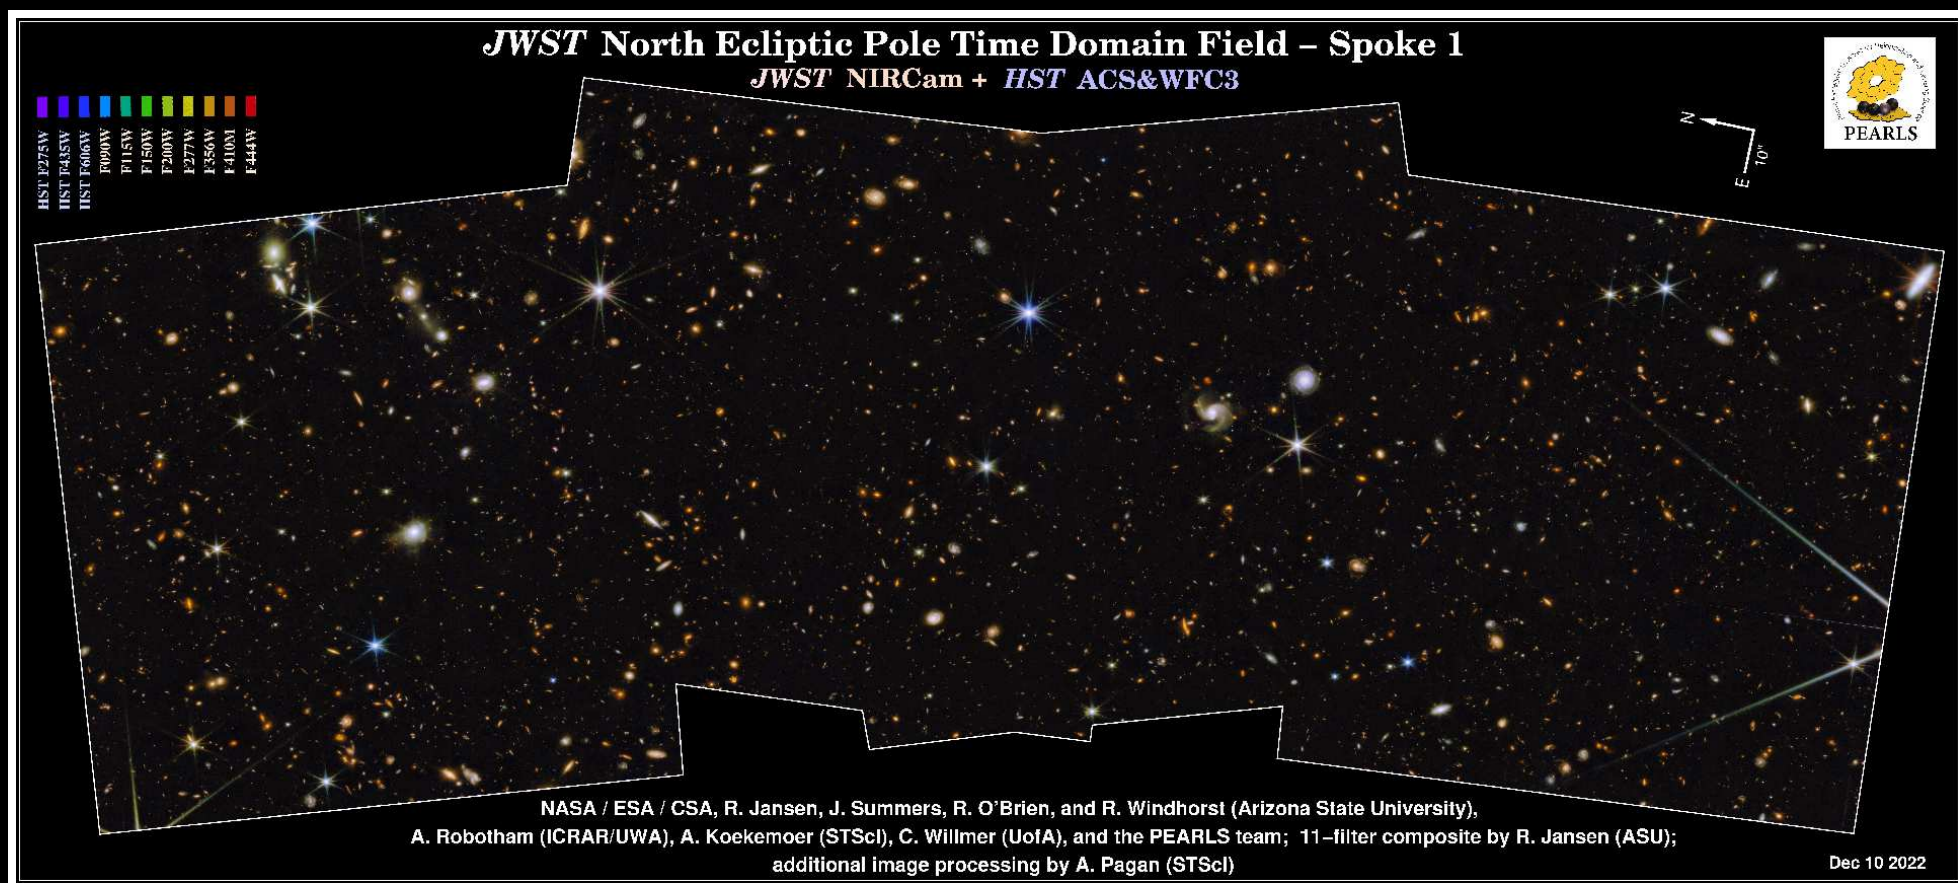 JWST North Ecliptic Pole Time Domain Field – Spoke 1
JWST NIRCam + HST ACS&WFC3
HST F275W
HST F435W
HST F606W
F090W
F115W
F150W
F200W
F277W
F356W
F410M
F444W
N
E
10"
PEARLS
NASA / ESA / CSA, R. Jansen, J. Summers, R. O'Brien, and R. Windhorst (Arizona State University),
A. Robotham (ICRAR/UWA), A. Koekemoer (STScI), C. Willmer (UofA), and the PEARLS team; 11–filter composite by R. Jansen (ASU);
additional image processing by A. Pagan (STScI)
Dec 10 2022